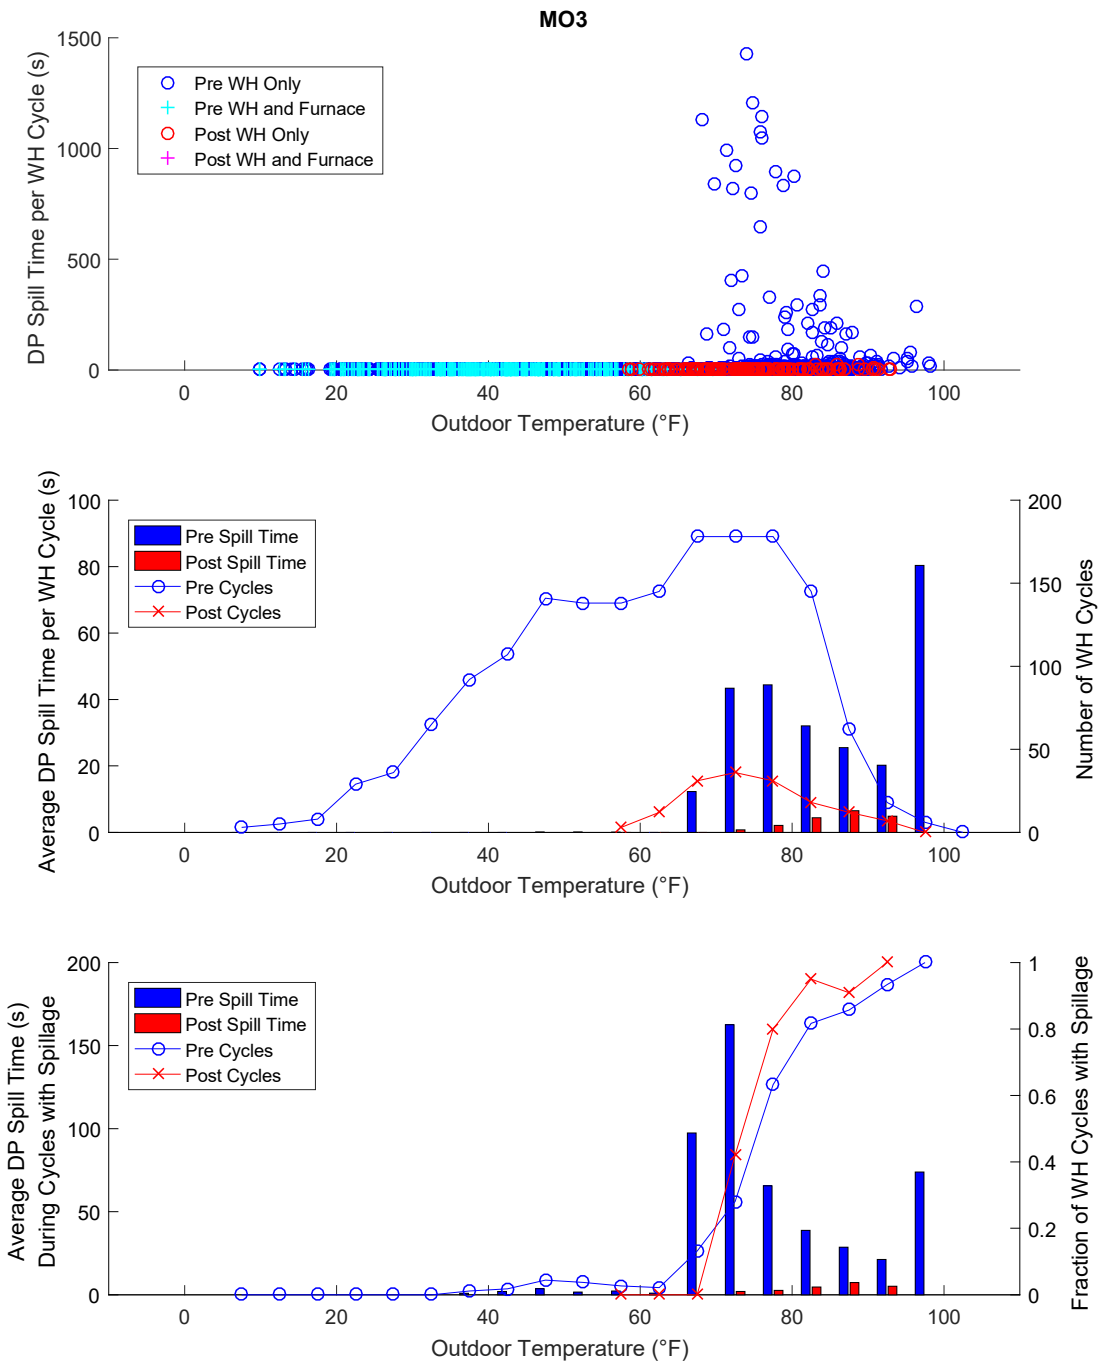 MO3
DP Spill Time per WH Cycle (s)
1500
1000
500
0
Pre WH Only
Pre WH and Furnace
Post WH Only
Post WH and Furnace
0 20 40 60 80 100
Outdoor Temperature (°F)
Average DP Spill Time per WH Cycle (s)
100
80
60
40
20
0
Pre Spill Time
Post Spill Time
Pre Cycles
Post Cycles
200
150
100
50
0
Number of WH Cycles
0 20 40 60 80 100
Outdoor Temperature (°F)
Average DP Spill Time (s)
During Cycles with Spillage
200
150
100
50
0
Pre Spill Time
Post Spill Time
Pre Cycles
Post Cycles
1
0.8
0.6
0.4
0.2
0
Fraction of WH Cycles with Spillage
0 20 40 60 80 100
Outdoor Temperature (°F)